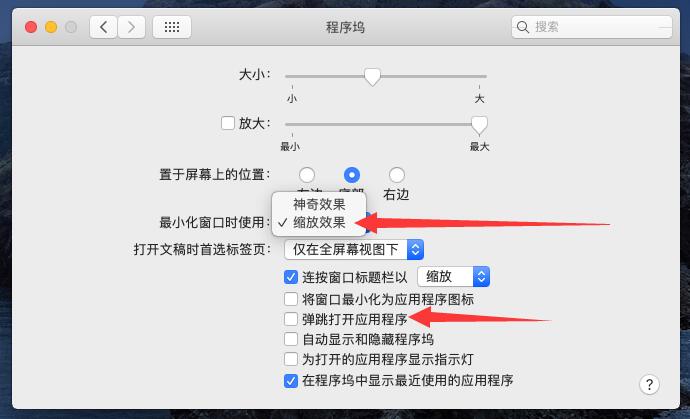 程序坞
搜索
大小：
小 大
放大：
最小 最大
置于屏幕上的位置：
右边
神奇效果
最小化窗口时使用：
✓ 缩放效果
打开文稿时首选标签页： 仅在全屏幕视图下
连按窗口标题栏以 缩放
将窗口最小化为应用程序图标
弹跳打开应用程序
自动显示和隐藏程序坞
为打开的应用程序显示指示灯
在程序坞中显示最近使用的应用程序
?